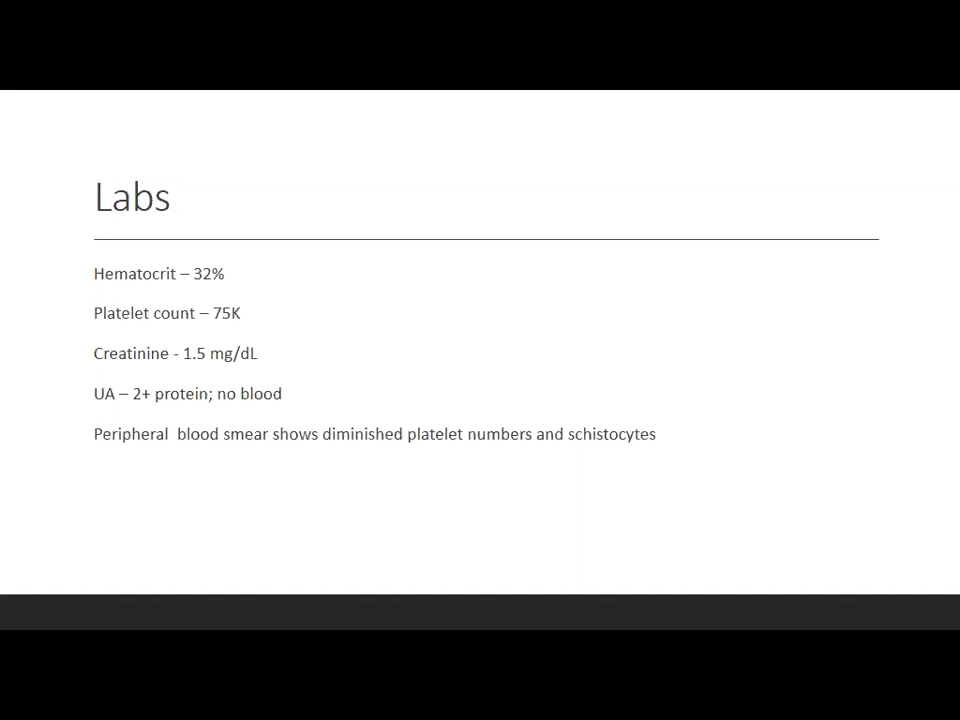 Labs
Hematocrit – 32%
Platelet count – 75K
Creatinine - 1.5 mg/dL
UA – 2+ protein; no blood
Peripheral  blood smear shows diminished platelet numbers and schistocytes